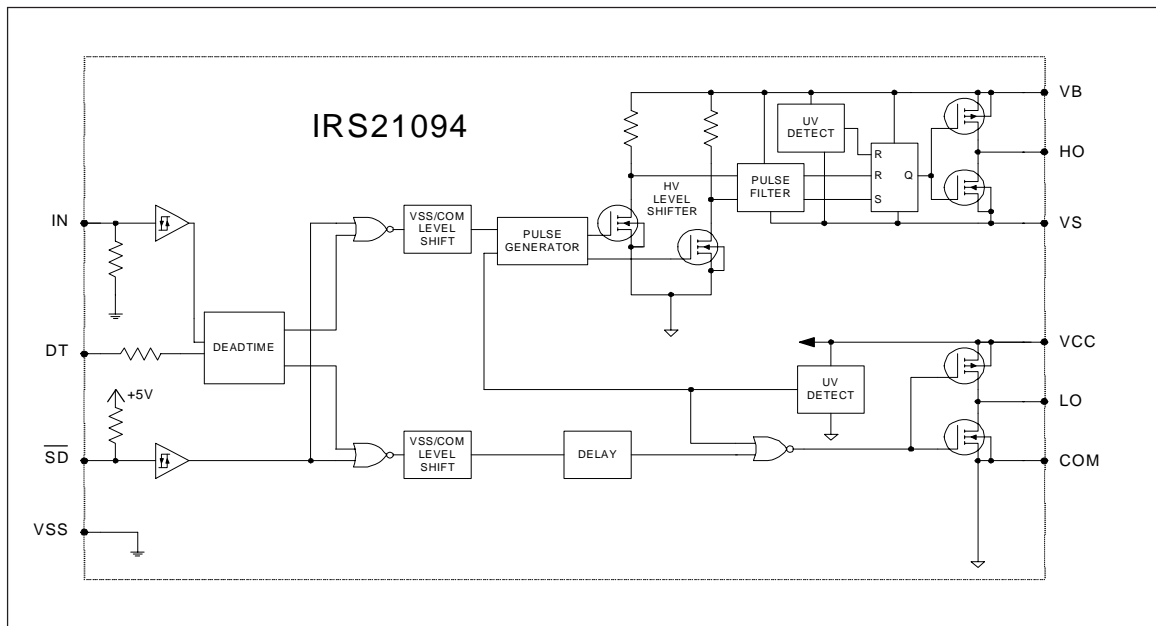 IRS21094
VB
UV
DETECT
HO
R
R
Q
S
PULSE
FILTER
HV
LEVEL
SHIFTER
IN
VSS/COM
LEVEL
SHIFT
PULSE
GENERATOR
VS
DT
DEADTIME
VCC
+5V
UV
DETECT
LO
SD
VSS/COM
LEVEL
SHIFT
DELAY
COM
VSS